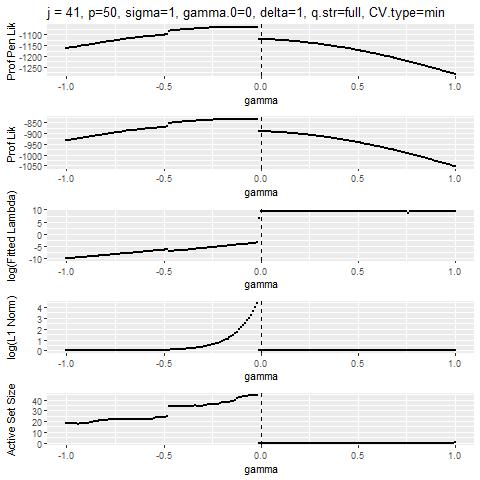 j = 41, p=50, sigma=1, gamma.0=0, delta=1, q.str=full, CV.type=min
Prof Pen Lik
-1100
-1150
-1200
-1250
-1.0 -0.5 0.0 0.5 1.0
gamma
Prof Lik
-850
-900
-950
-1000
-1050
-1.0 -0.5 0.0 0.5 1.0
gamma
log(Fitted Lambda)
10
5
0
-5
-10
-1.0 -0.5 0.0 0.5 1.0
gamma
log(L1 Norm)
4
3
2
1
0
-1.0 -0.5 0.0 0.5 1.0
gamma
Active Set Size
40
30
20
10
0
-1.0 -0.5 0.0 0.5 1.0
gamma